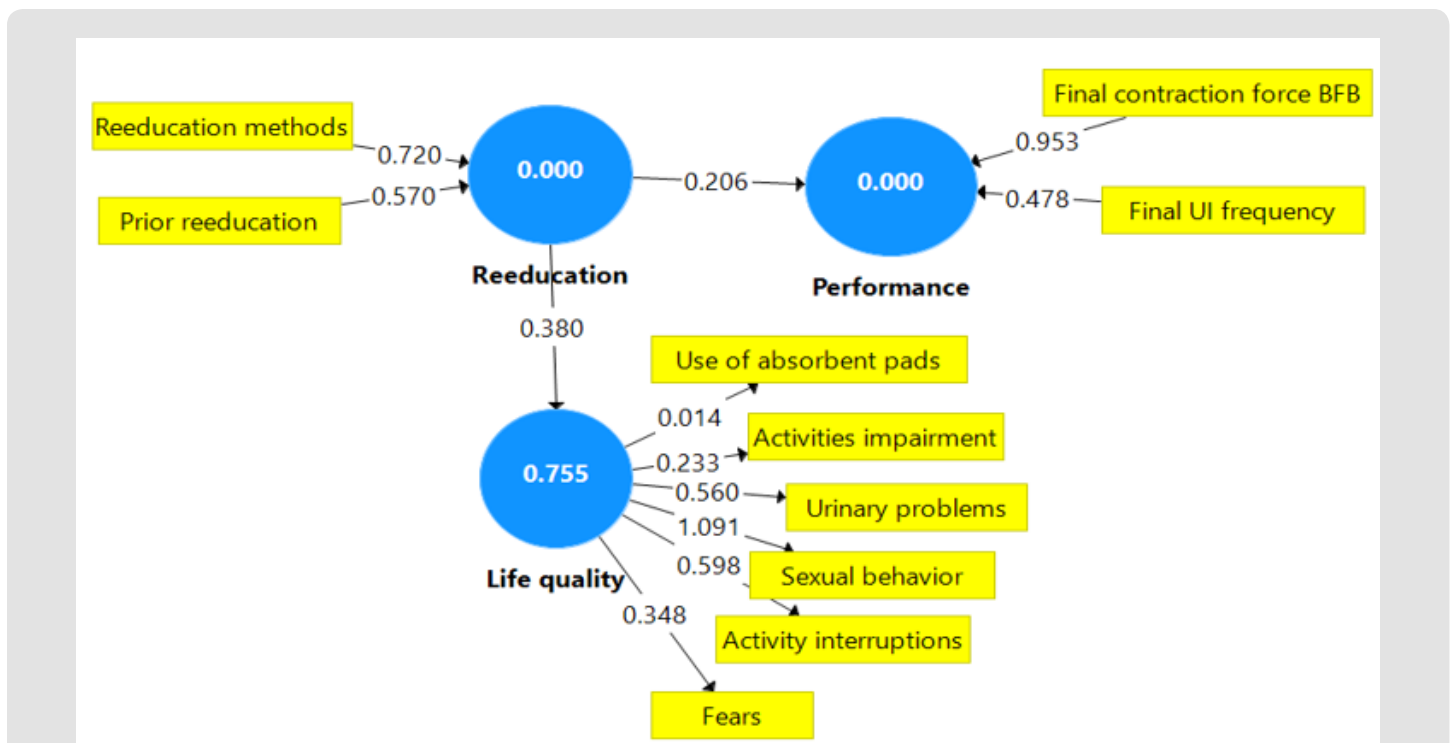 Final contraction force BFB
Reeducation methods
0.953
0.720
0.000
0.000
0.206
0.570
0.478
Prior reeducation
Final UI frequency
Reeducation
Performance
0.380
Use of absorbent pads
0.014
Activities impairment
0.233
0.755
0.560
Urinary problems
1.091
0.598
Sexual behavior
Life quality
0.348
Activity interruptions
Fears